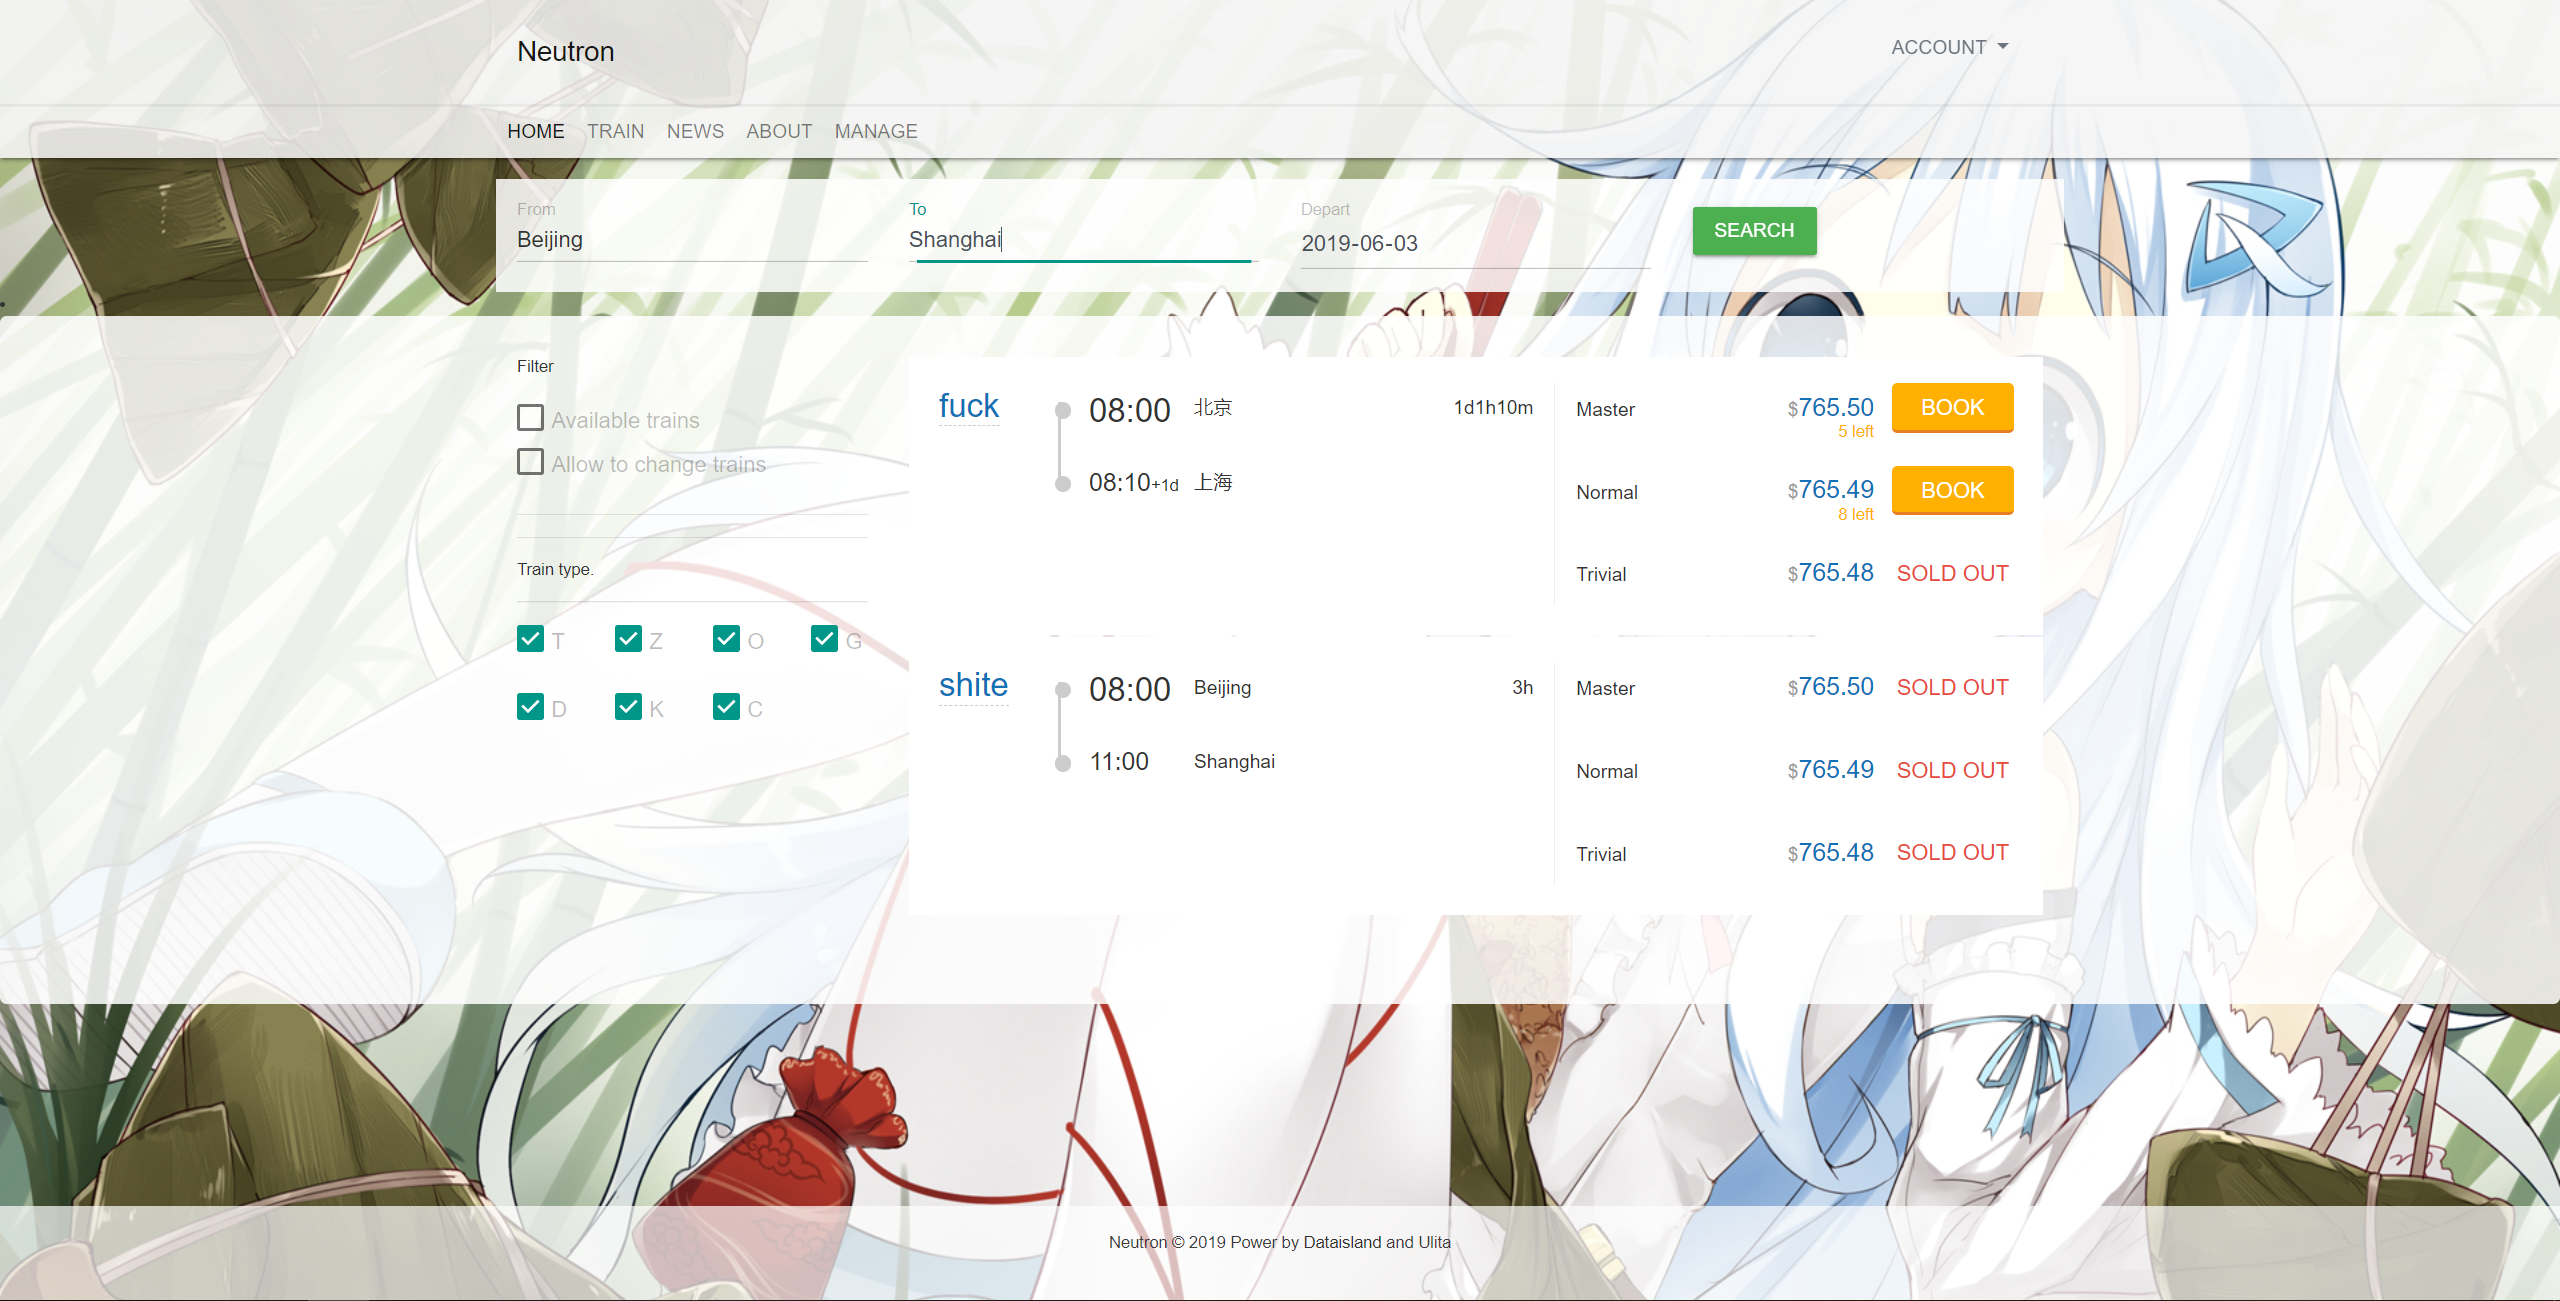 Neutron
ACCOUNT
HOME TRAIN NEWS ABOUT MANAGE
From To Depart
Beijing Shanghai 2019-06-03 SEARCH
Filter
Available trains
Allow to change trains
Train type.
T Z O G
D K C
fuck 08:00 北京 1d1h10m Master $765.50 BOOK
5 left
08:10+1d 上海 Normal $765.49 BOOK
8 left
Trivial $765.48 SOLD OUT
shite 08:00 Beijing 3h Master $765.50 SOLD OUT
11:00 Shanghai Normal $765.49 SOLD OUT
Trivial $765.48 SOLD OUT
Neutron © 2019 Power by Dataisland and Ulita